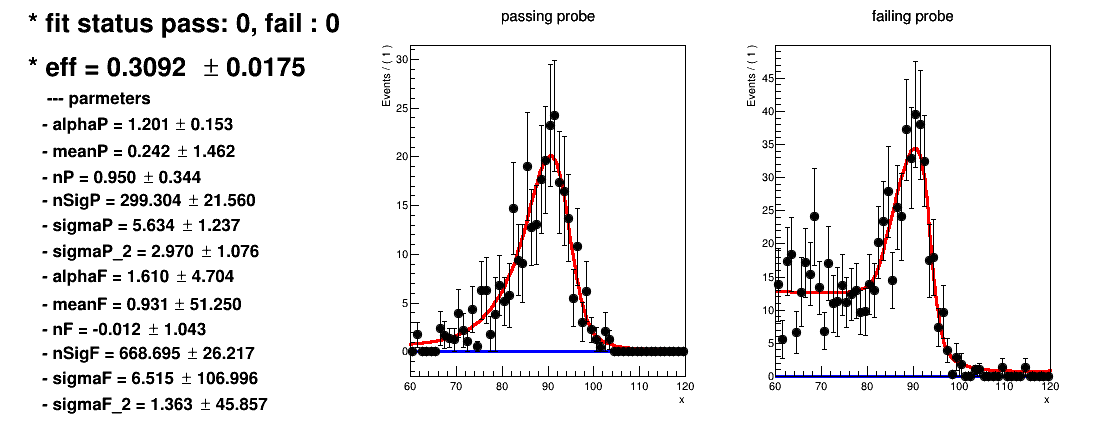 * fit status pass: 0, fail : 0
* eff = 0.3092 ± 0.0175
--- parmeters
- alphaP = 1.201 ± 0.153
- meanP = 0.242 ± 1.462
- nP = 0.950 ± 0.344
- nSigP = 299.304 ± 21.560
- sigmaP = 5.634 ± 1.237
- sigmaP_2 = 2.970 ± 1.076
- alphaF = 1.610 ± 4.704
- meanF = 0.931 ± 51.250
- nF = -0.012 ± 1.043
- nSigF = 668.695 ± 26.217
- sigmaF = 6.515 ± 106.996
- sigmaF_2 = 1.363 ± 45.857
passing probe
Events / ( 1 )
30
25
20
15
10
5
0
60 70 80 90 100 110 120
x
failing probe
Events / ( 1 )
45
40
35
30
25
20
15
10
5
0
60 70 80 90 100 110 120
x